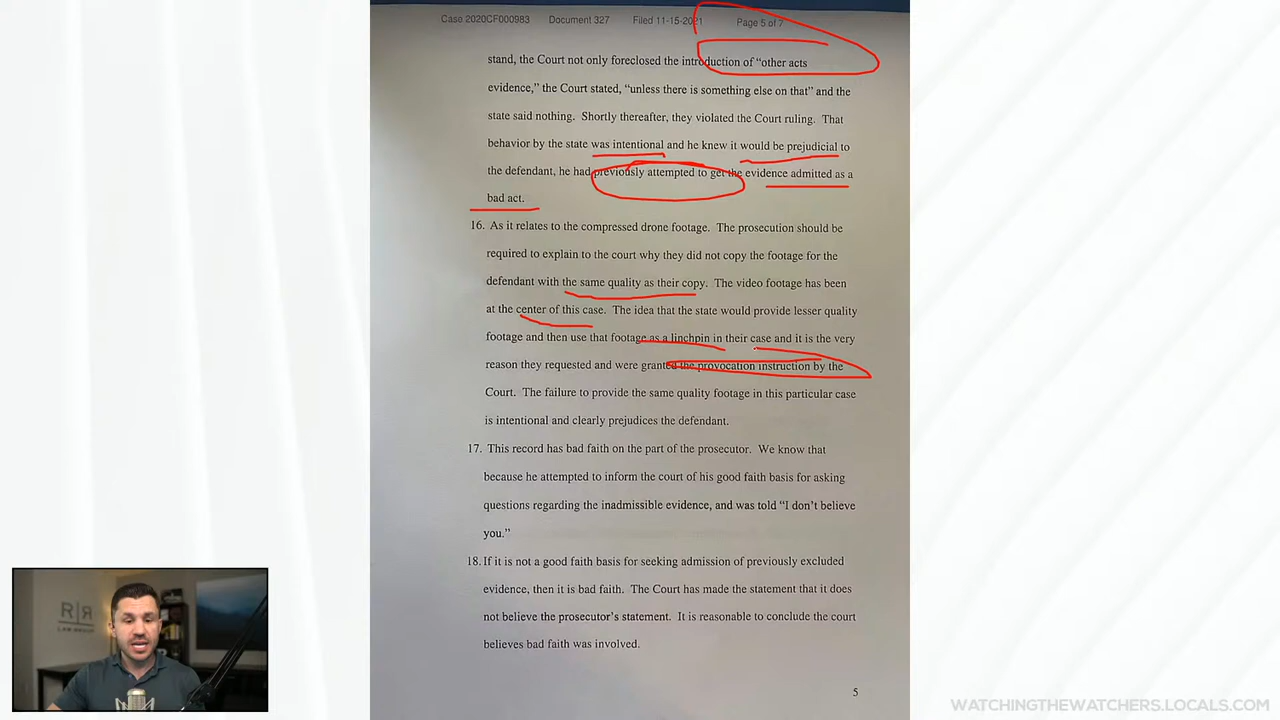 Case 2020CF000983 Document 327 Filed 11-15-2021 Page 5 of 7
stand, the Court not only foreclosed the introduction of “other acts
evidence,” the Court stated, “unless there is something else on that” and the
state said nothing. Shortly thereafter, they violated the Court ruling. That
behavior by the state was intentional and he knew it would be prejudicial to
the defendant, he had previously attempted to get the evidence admitted as a
bad act.
16. As it relates to the compressed drone footage. The prosecution should be
required to explain to the court why they did not copy the footage for the
defendant with the same quality as their copy. The video footage has been
at the center of this case. The idea that the state would provide lesser quality
footage and then use that footage as a linchpin in their case and it is the very
reason they requested and were granted the provocation instruction by the
Court. The failure to provide the same quality footage in this particular case
is intentional and clearly prejudices the defendant.
17. This record has bad faith on the part of the prosecutor. We know that
because he attempted to inform the court of his good faith basis for asking
questions regarding the inadmissible evidence, and was told “I don’t believe
you.”
18. If it is not a good faith basis for seeking admission of previously excluded
evidence, then it is bad faith. The Court has made the statement that it does
not believe the prosecutor’s statement. It is reasonable to conclude the court
believes bad faith was involved.
5
R|R
LAW GROUP
WATCHINGTHEWATCHERS.LOCALS.COM